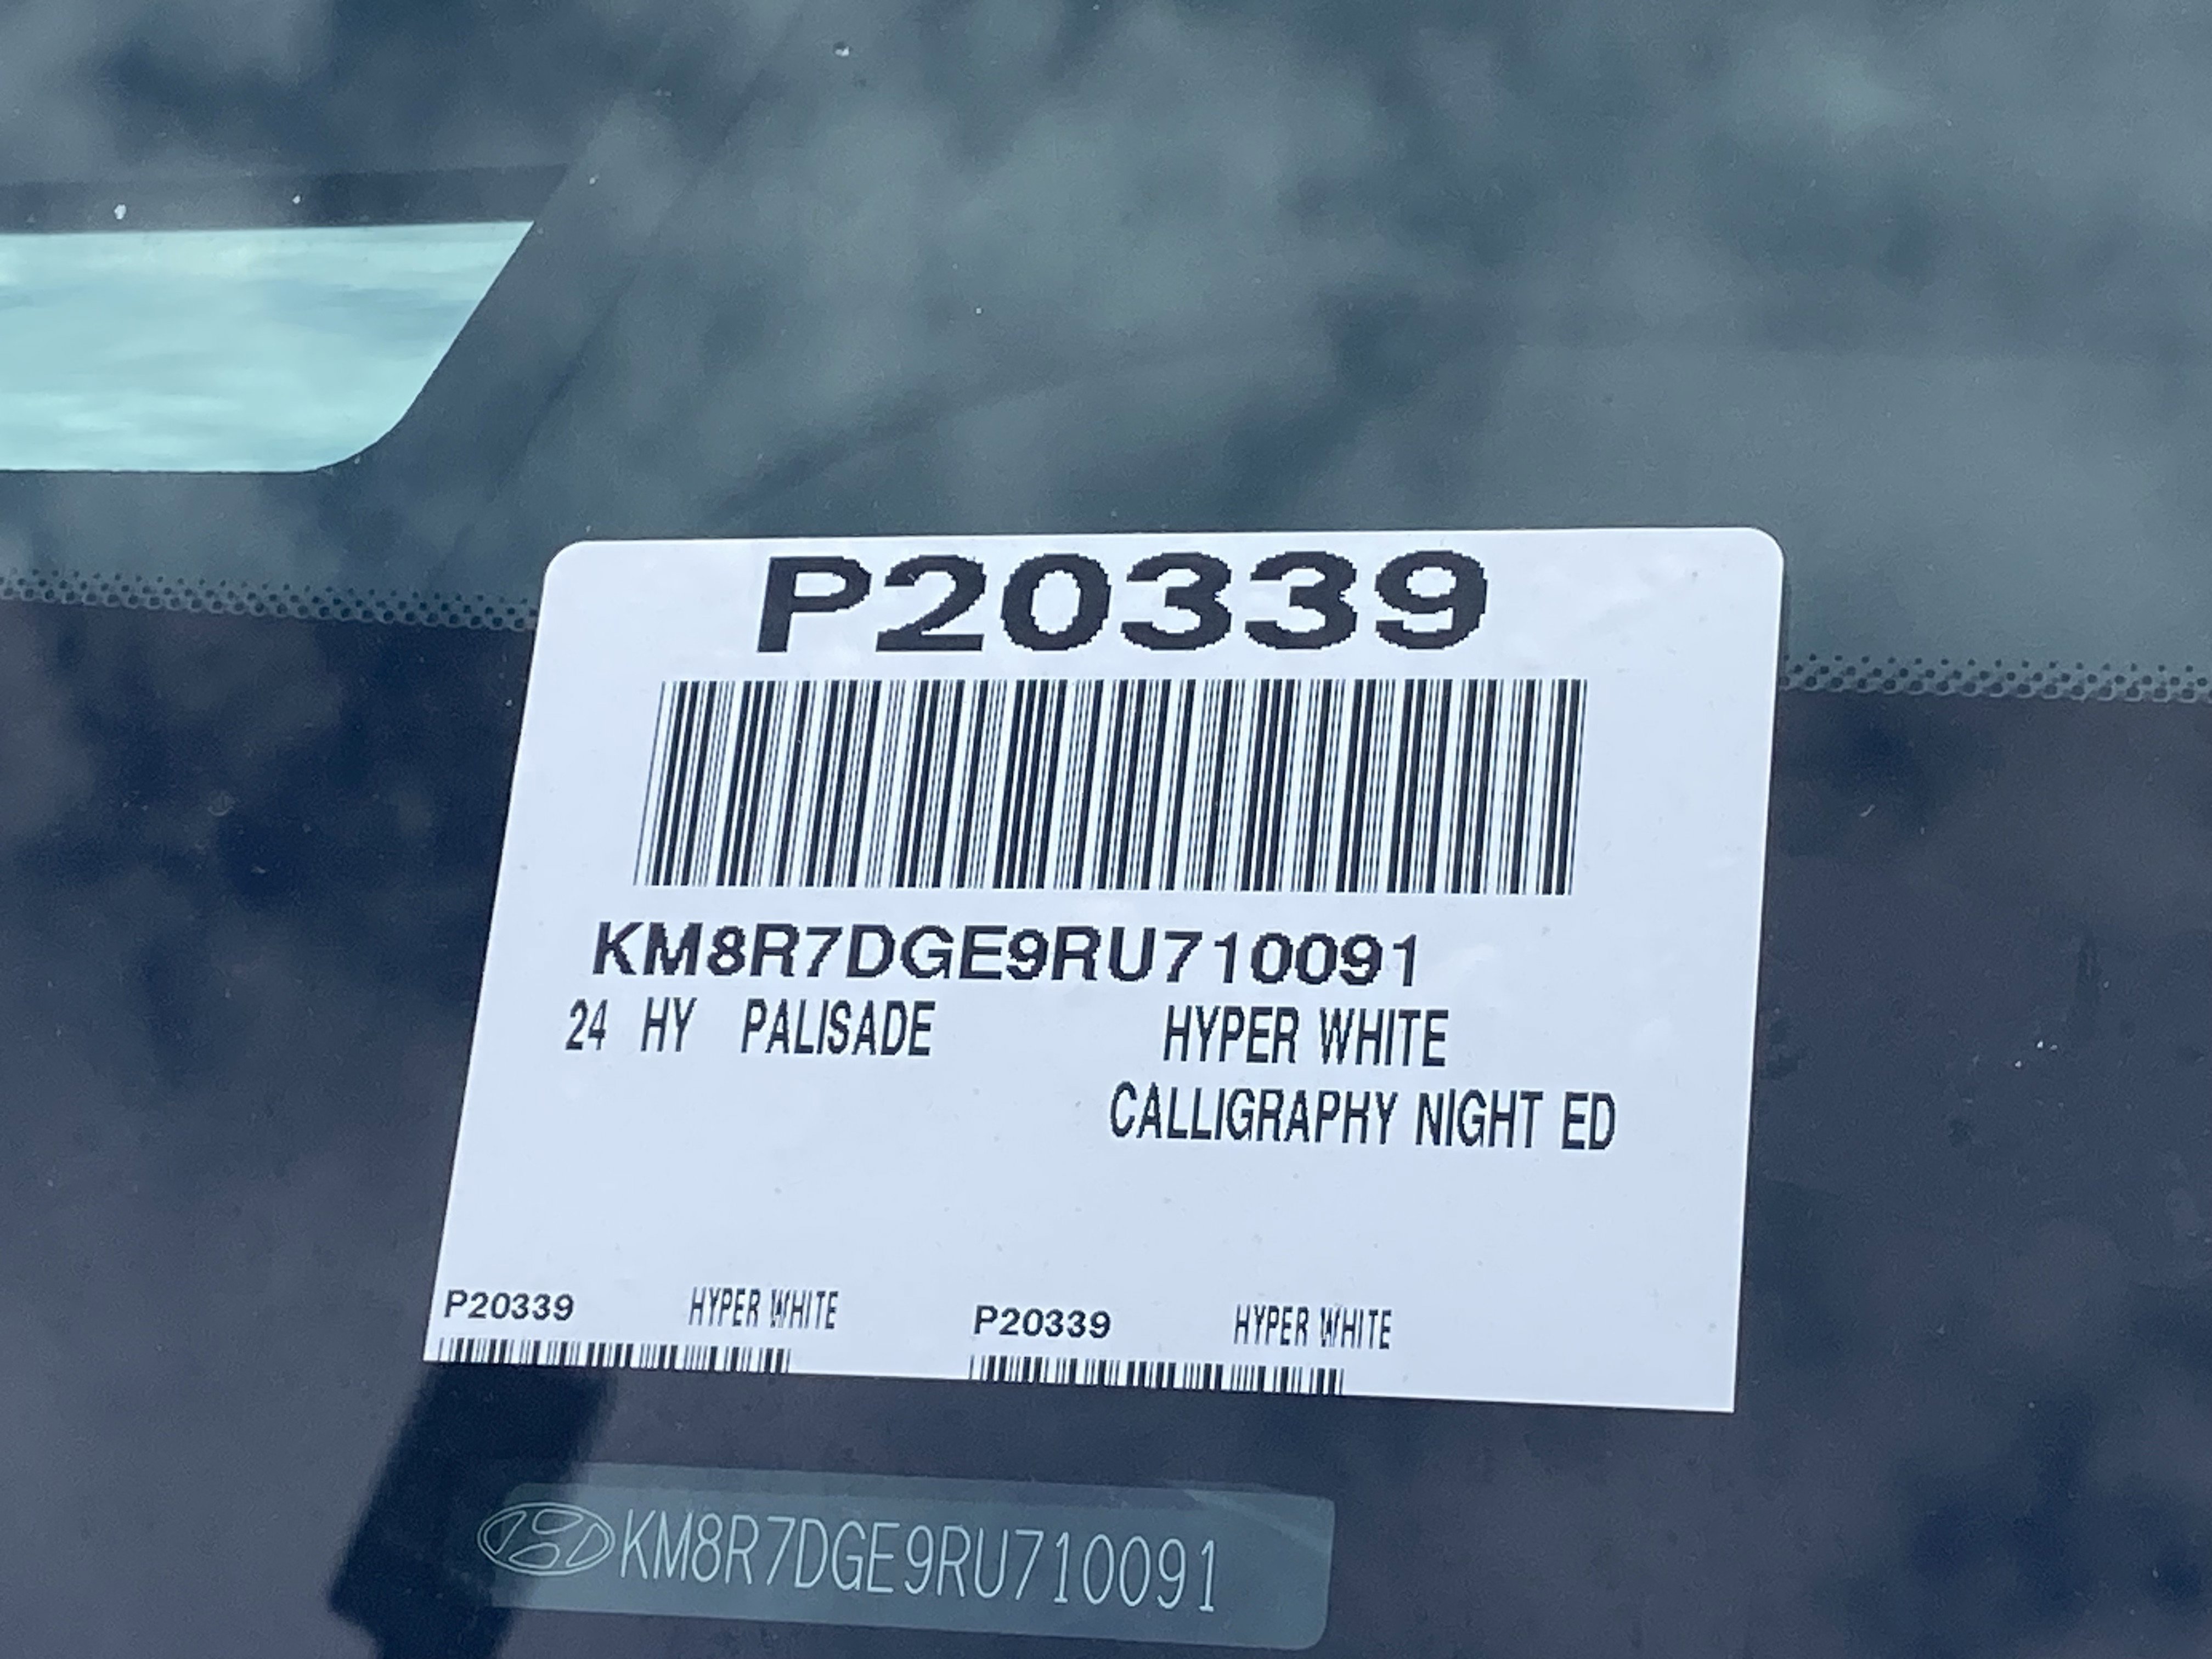 P20339
KM8R7DGE9RU710091
24 HY PALISADE HYPER WHITE
CALLIGRAPHY NIGHT ED
P20339 HYPER WHITE P20339 HYPER WHITE
KM8R7DGE9RU710091